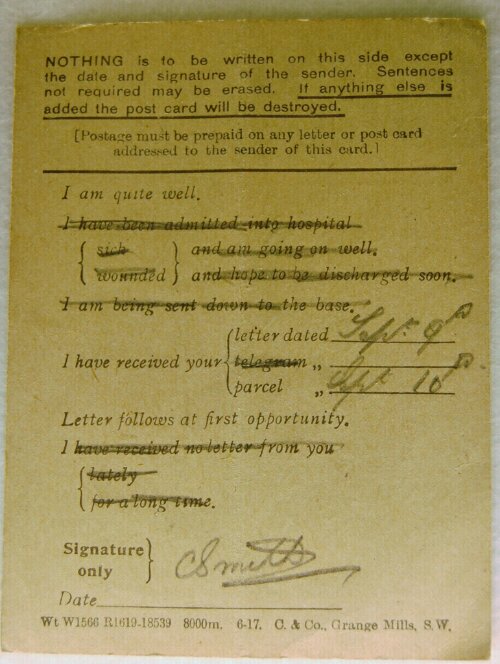 NOTHING is to be written on this side except
the date and signature of the sender. Sentences
not required may be erased. If anything else is
added the post card will be destroyed.
[Postage must be prepaid on any letter or post card
addressed to the sender of this card.]
I am quite well.
I have been admitted into hospital
{ sick } and am going on well.
{ wounded } and hope to be discharged soon.
I am being sent down to the base.
{ letter dated Sept 9th
I have received your { telegram „
{ parcel „ Sept 10th
Letter follows at first opportunity.
I have received no letter from you
{ lately
{ for a long time.
Signature } CSmith
only
Date
Wt W1566 R1619-18539 8000m. 6-17. C. & Co., Grange Mills, S.W.